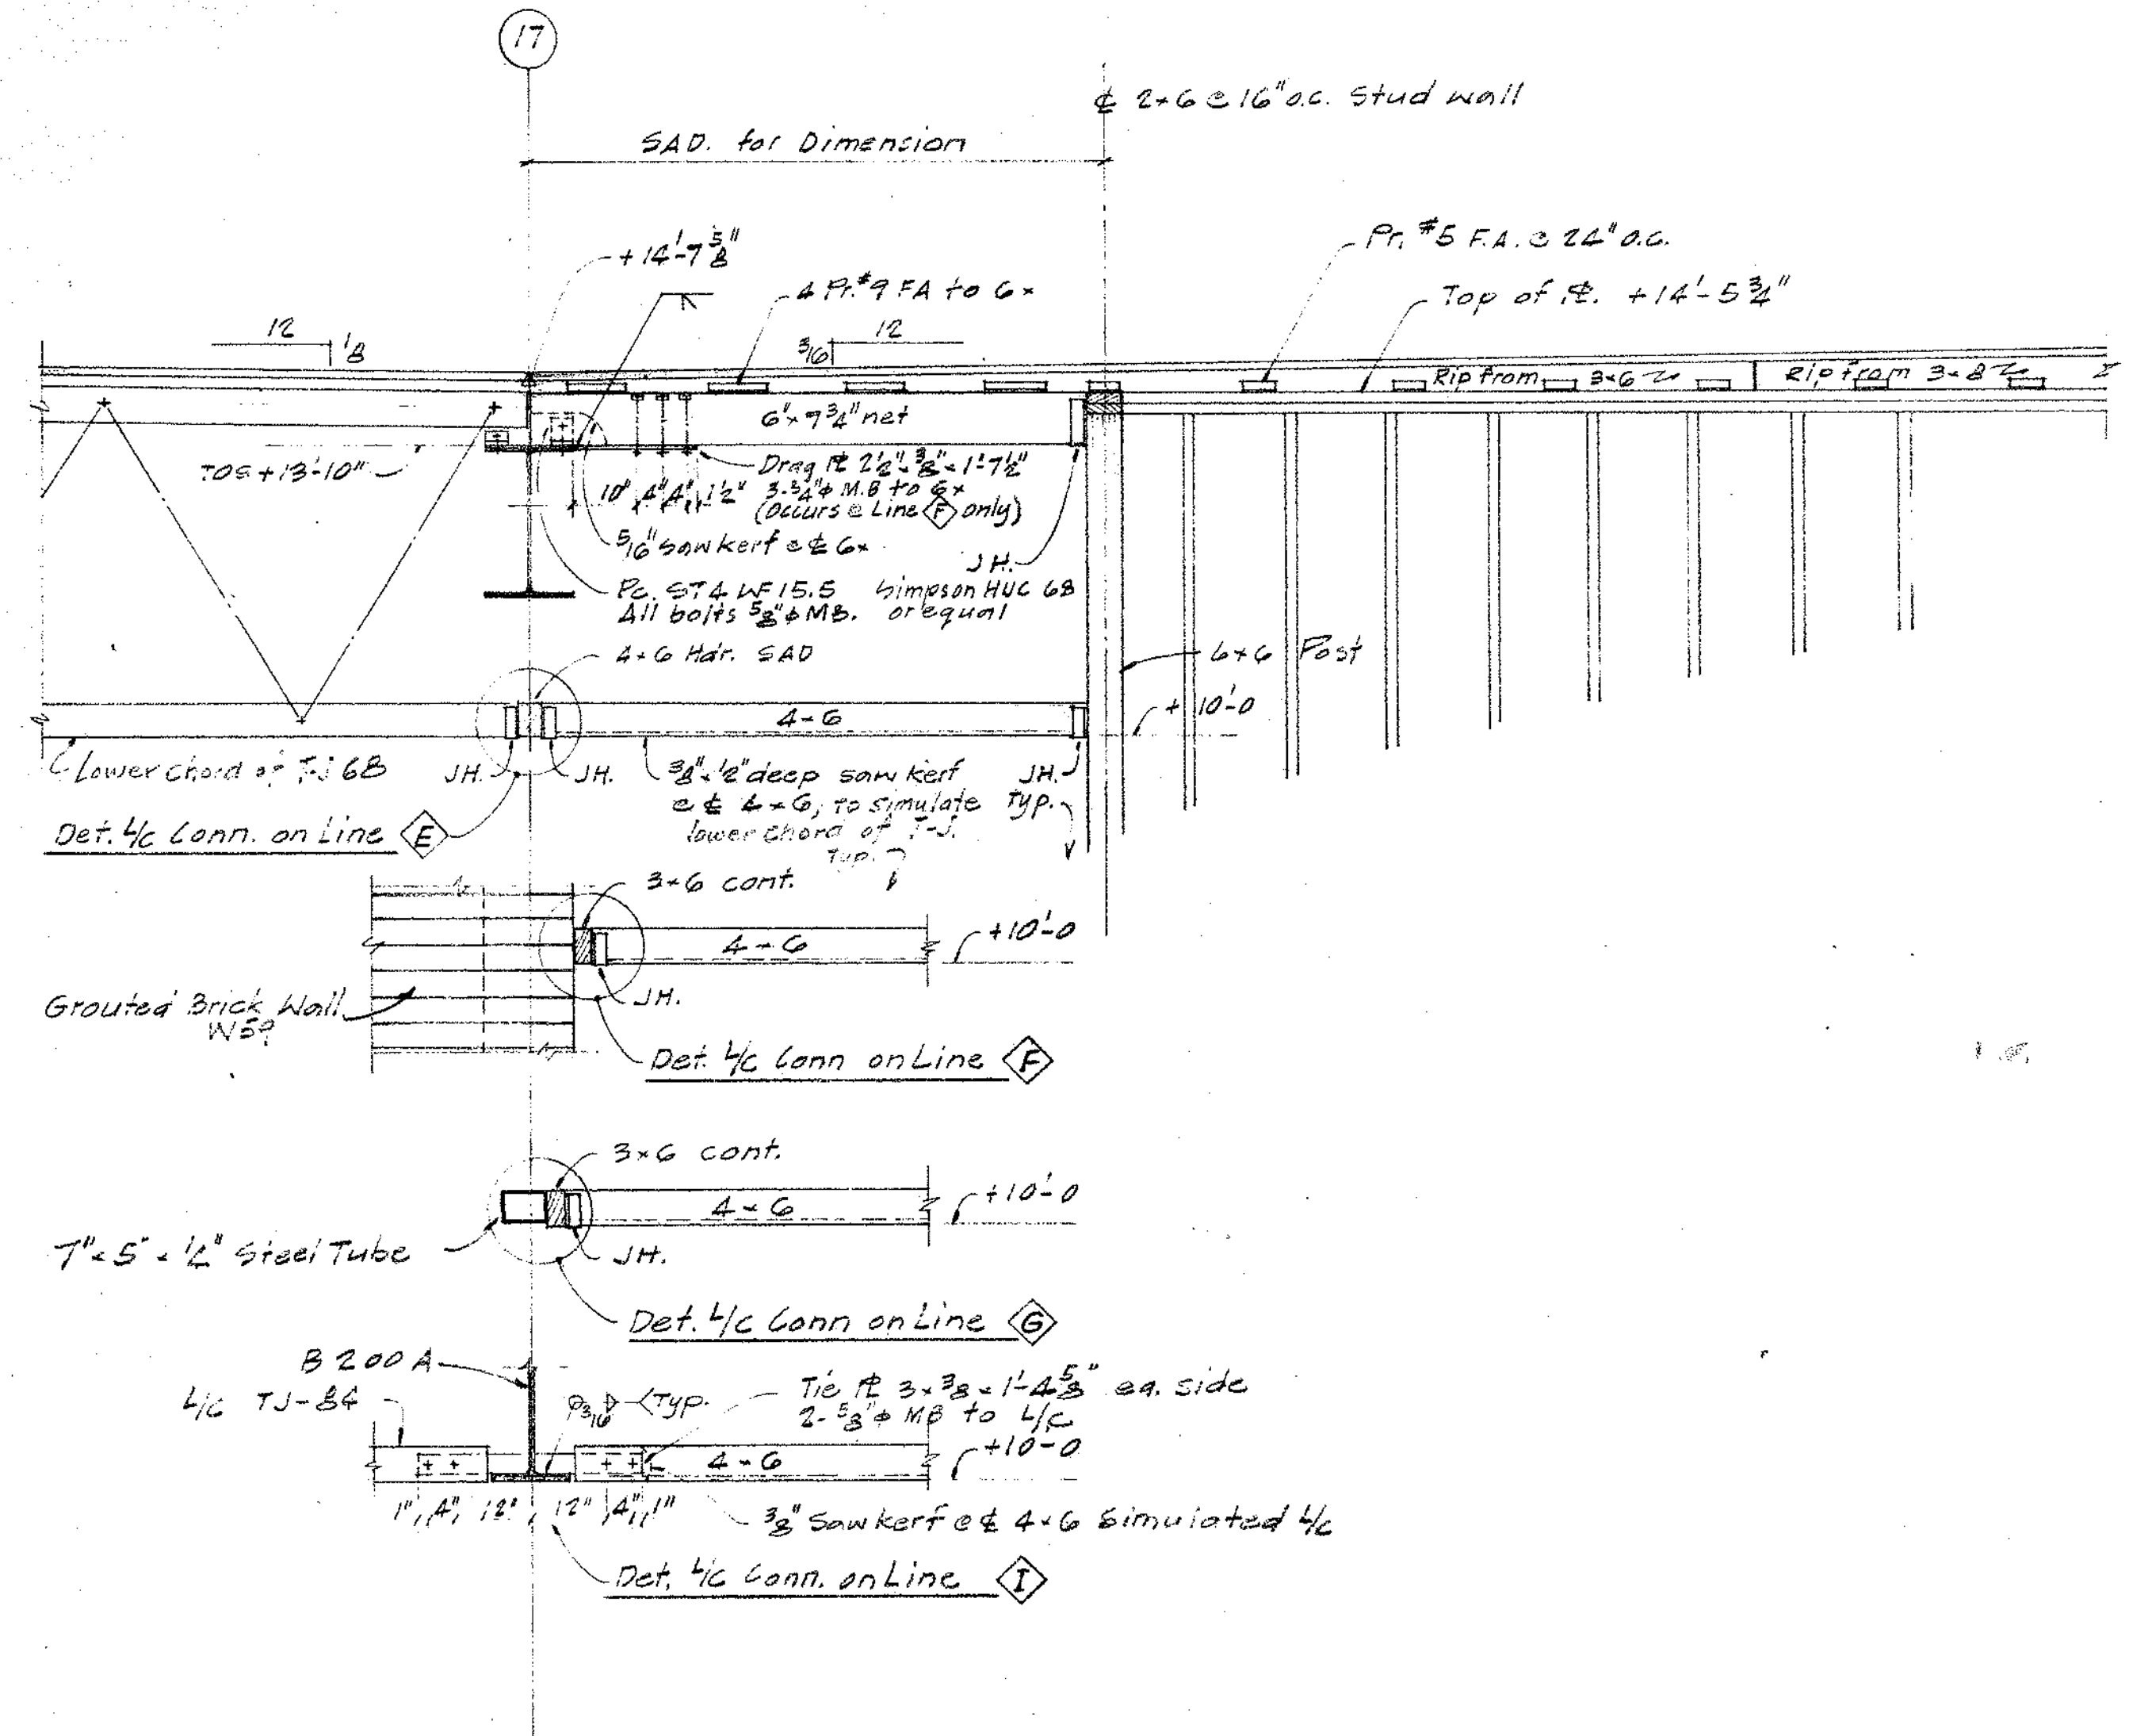 17
℄ 2×6 @ 16" o.c. Stud wall
SAD. for Dimension
+14'-7 5/8"
Pr. #5 F.A. @ 24" O.C.
4 Pr. #9 FA to 6×
Top of ℄. +14'-5 3/4"
12
1/8
3/16
12
Rip from 3×6
Rip from 3×8
6"×9 3/4" net
TOS +13'-10"
Drag ℄ 2 1/2"×3/8"×1'-7 1/2"
3-3/4"φ M.B to 6×
(Occurs @ Line F only)
10", 4", 4", 1 1/2"
5/16" saw kerf @ ℄ 6×
J.H.
Pc. ST4 WF 15.5
All bolts 5/8"φ MB.
Simpson HUC 68
or equal
4×6 Hdr. SAD
6×6 Post
4×6
+10'-0
Lower Chord of TJ 68
JH.
JH.
3/8"×1/2" deep saw kerf
@ ℄ 4×6, to simulate
lower chord of T-J.
Typ.
JH.
Typ.
Det. L/c Conn. on Line E
3×6 cont.
4×6
+10'-0
Grouted Brick Wall
JH.
Det. L/c Conn on Line F
3×6 cont.
4×6
+10'-0
7"×5"×1/4" Steel Tube
JH.
Det. L/c Conn on Line G
B 200 A
L/c TJ-84
3/16 Typ.
Tie ℄ 3×3/8×1'-4 5/8" ea. side
2-5/8"φ MB to L/c
4×6
+10'-0
1", 4", 12", 12", 4", 1"
3/8" Saw kerf @ ℄ 4×6 Simulated L/c
Det. L/c Conn. on Line I